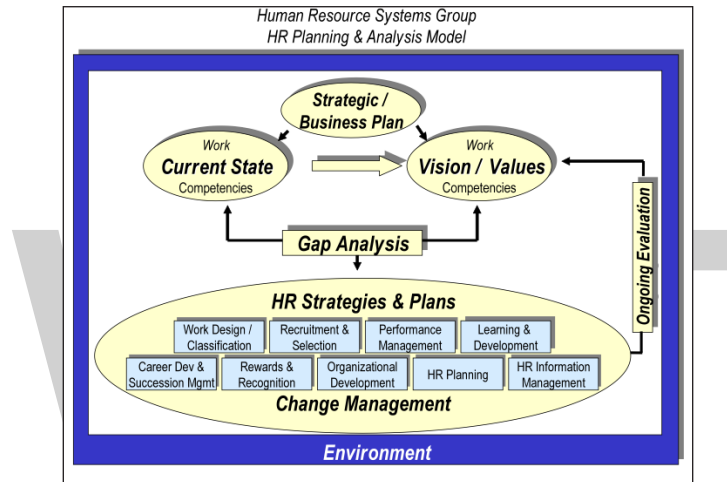 Human Resource Systems Group
HR Planning & Analysis Model
Strategic /
Business Plan
Work
Current State
Competencies
Work
Vision / Values
Competencies
Gap Analysis
Ongoing Evaluation
HR Strategies & Plans
Work Design /
Classification
Recruitment &
Selection
Performance
Management
Learning &
Development
Career Dev &
Succession Mgmt
Rewards &
Recognition
Organizational
Development
HR Planning
HR Information
Management
Change Management
Environment